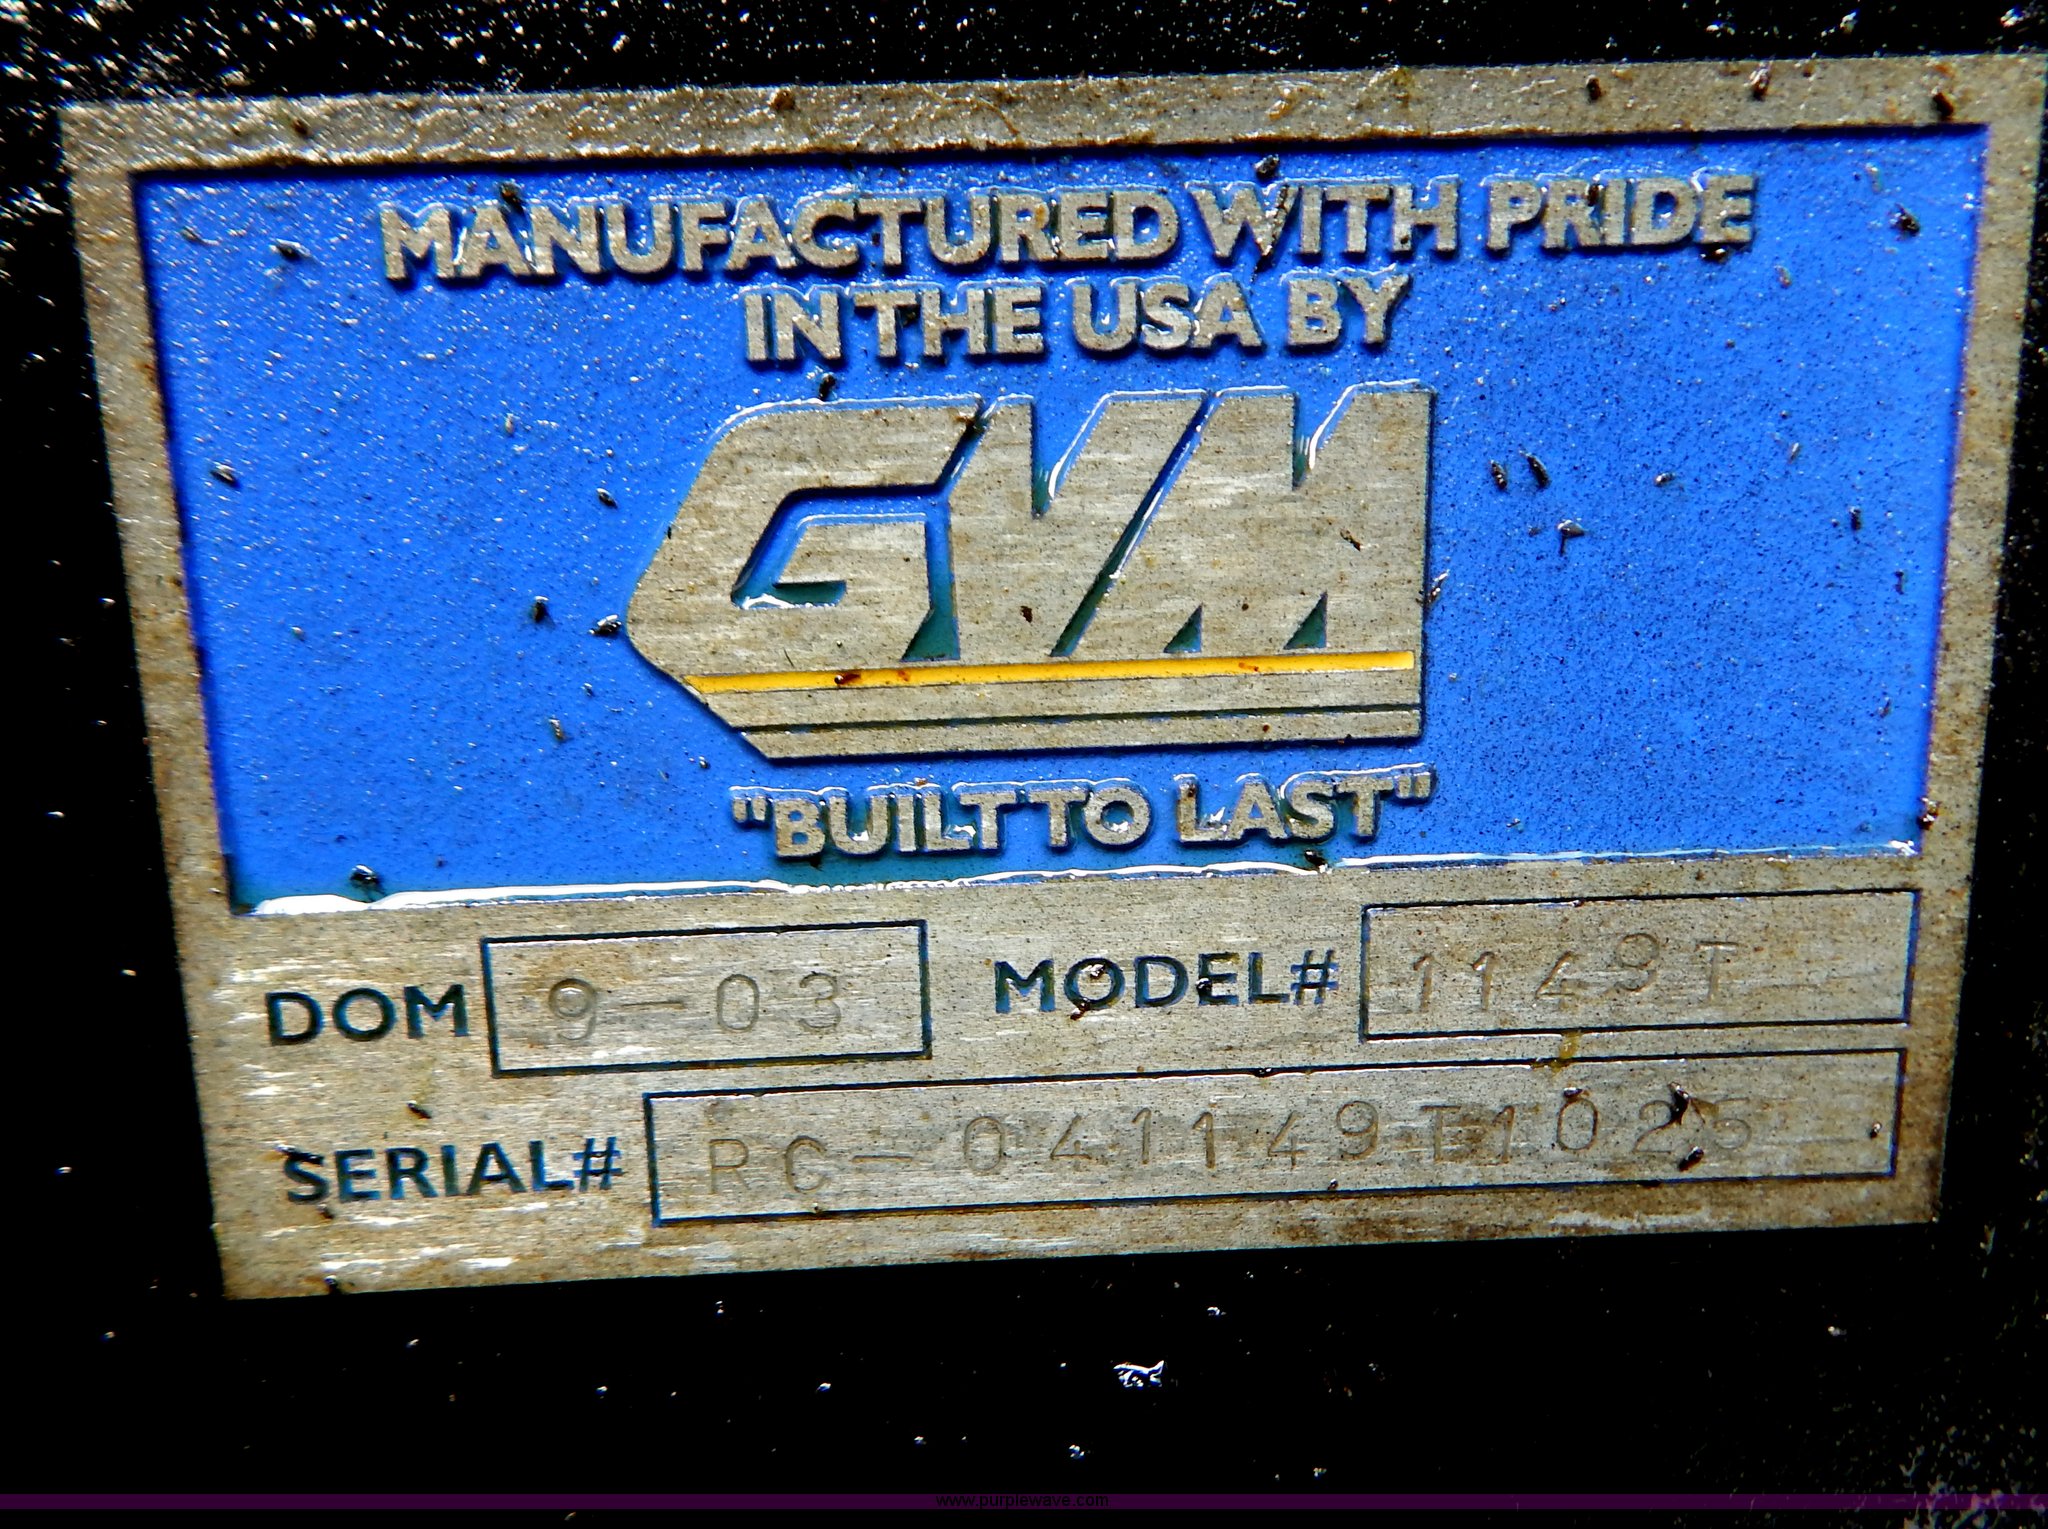 MANUFACTURED WITH PRIDE
IN THE USA BY
GVM
"BUILT TO LAST"
DOM 9-03 MODEL# 1149T
SERIAL# RC-041149T1025
www.purplewave.com